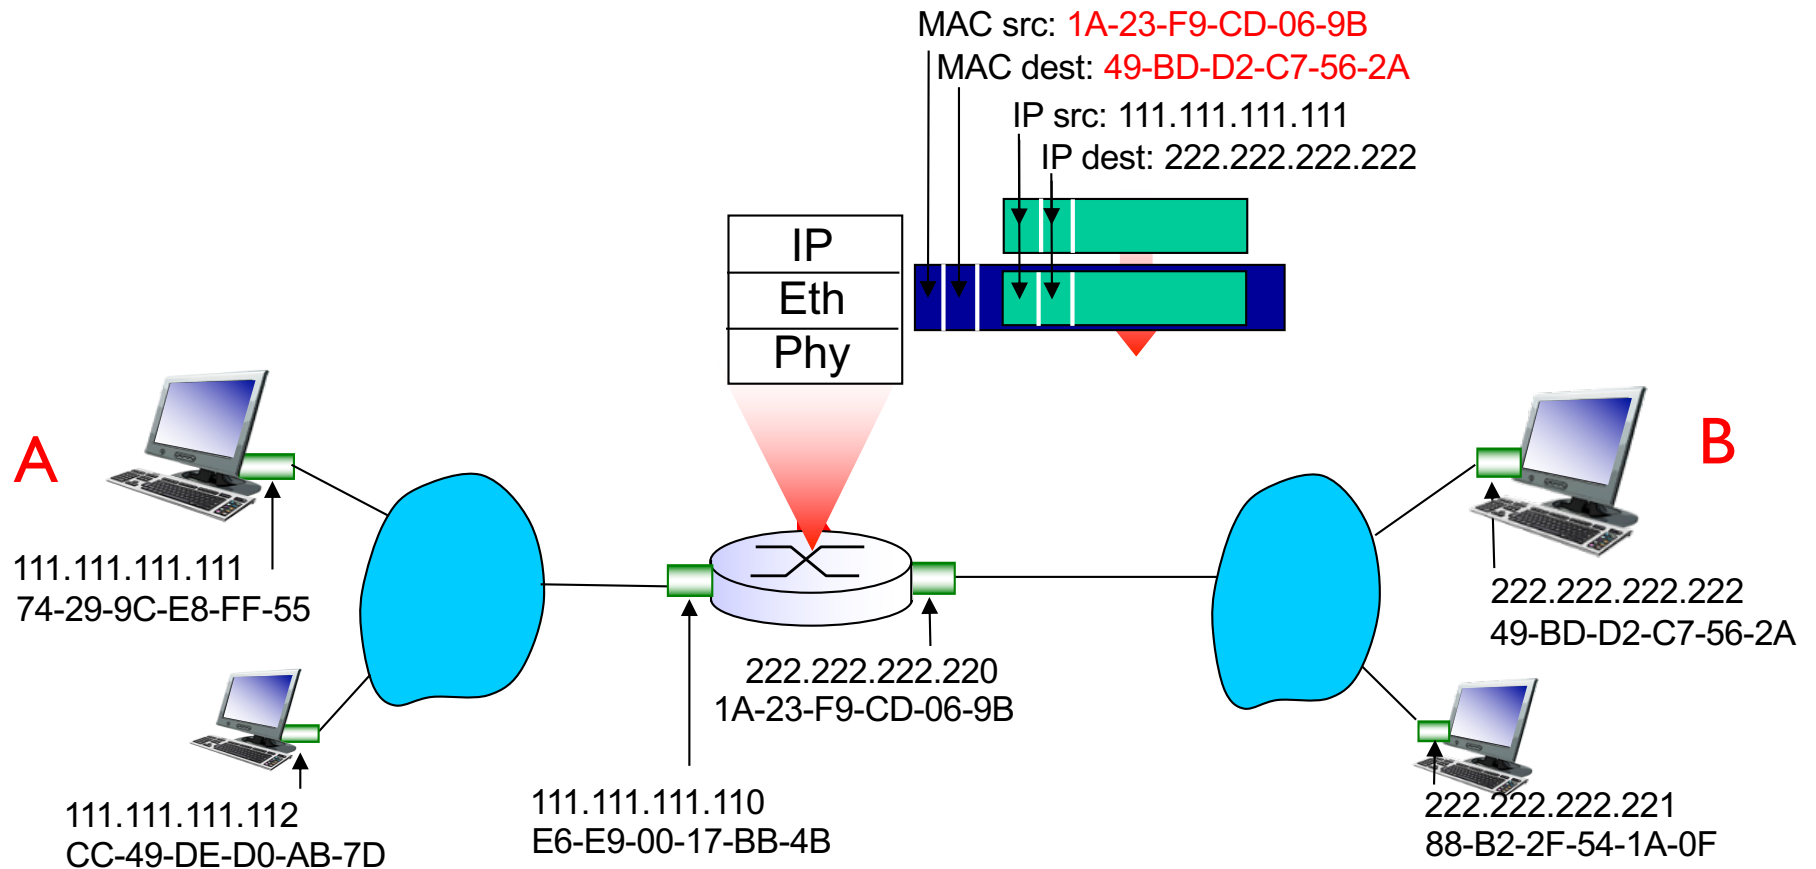 MAC src: 1A-23-F9-CD-06-9B
MAC dest: 49-BD-D2-C7-56-2A
IP src: 111.111.111.111
IP dest: 222.222.222.222
IP
Eth
Phy
A
B
111.111.111.111
74-29-9C-E8-FF-55
222.222.222.222
49-BD-D2-C7-56-2A
222.222.222.220
1A-23-F9-CD-06-9B
111.111.111.112
CC-49-DE-D0-AB-7D
111.111.111.110
E6-E9-00-17-BB-4B
222.222.222.221
88-B2-2F-54-1A-0F